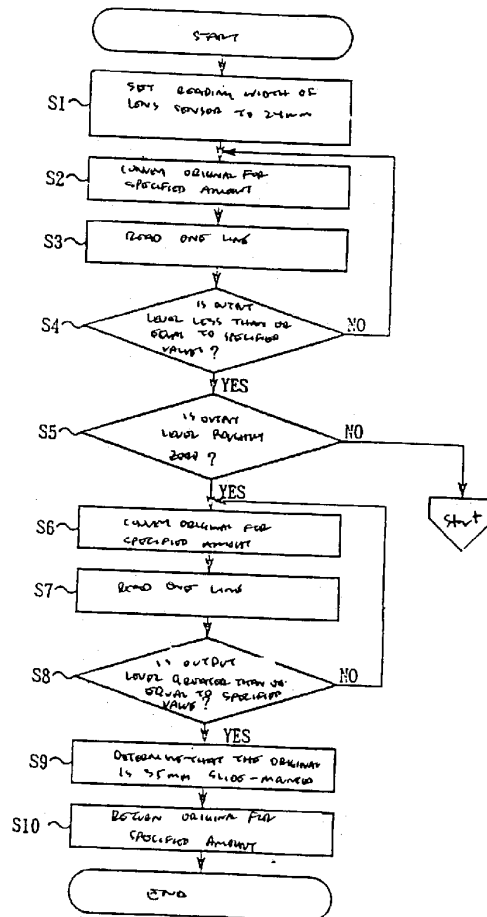 START
S1
SET READING WIDTH OF
LENS SENSOR TO 24mm
S2
CONVEY ORIGINAL FOR
SPECIFIED AMOUNT
S3
READ ONE LINE
S4
IS OUTPUT
LEVEL LESS THAN OR
EQUAL TO SPECIFIED
VALUES?
NO
YES
S5
IS OUTPUT
LEVEL ROUGHLY
ZERO?
NO
YES
Start
S6
CONVEY ORIGINAL FOR
SPECIFIED AMOUNT
S7
READ ONE LINE
S8
IS OUTPUT
LEVEL GREATER THAN OR
EQUAL TO SPECIFIED
VALUE?
NO
YES
S9
DETERMINE THAT THE ORIGINAL
IS 35mm SLIDE-MOUNTED
S10
RETURN ORIGINAL FOR
SPECIFIED AMOUNT
END